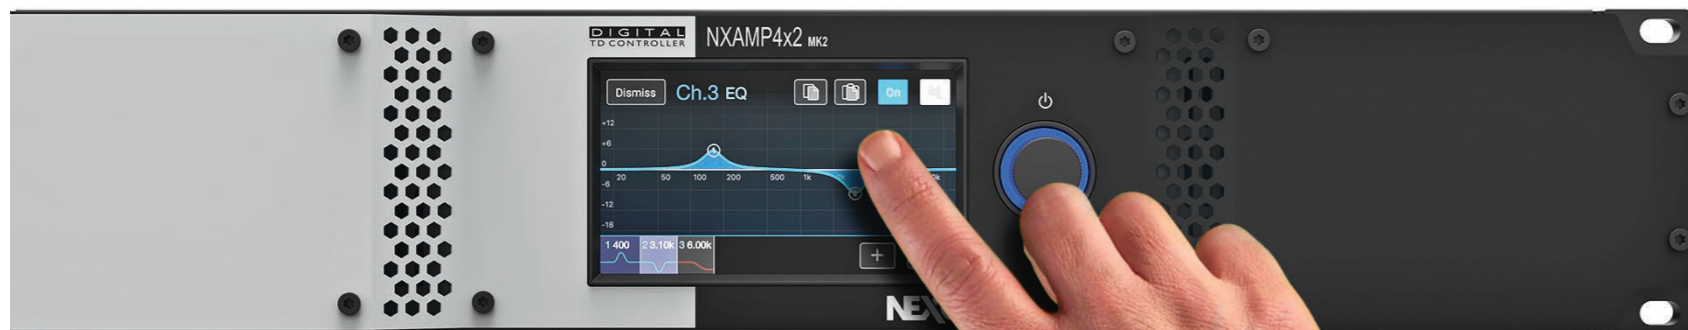 DIGITAL
TD CONTROLLER
NXAMP4x2 MK2
Dismiss
Ch.3 EQ
On
+12
+6
0
20 50 100 200 500 1k
-6
-12
-18
1 400 2 3.10k 3 6.00k
+